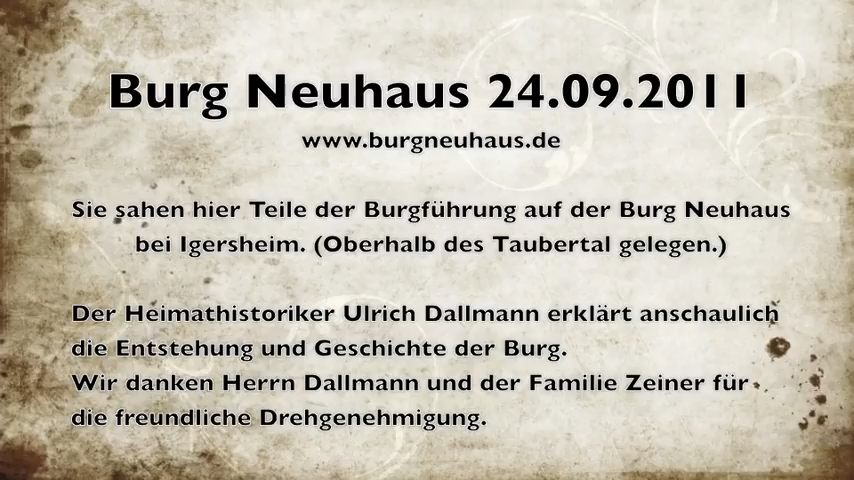 Burg Neuhaus 24.09.2011
www.burgneuhaus.de
Sie sahen hier Teile der Burgführung auf der Burg Neuhaus
bei Igersheim. (Oberhalb des Taubertal gelegen.)
Der Heimathistoriker Ulrich Dallmann erklärt anschaulich
die Entstehung und Geschichte der Burg.
Wir danken Herrn Dallmann und der Familie Zeiner für
die freundliche Drehgenehmigung.